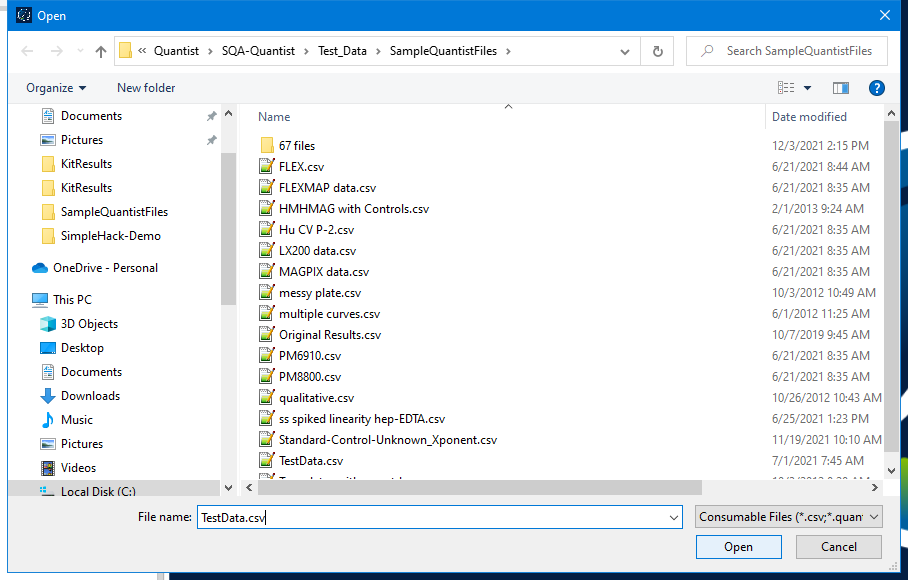 Open
« Quantist > SQA-Quantist > Test_Data > SampleQuantistFiles >
Search SampleQuantistFiles
Organize
New folder
Documents
Pictures
KitResults
KitResults
SampleQuantistFiles
SimpleHack-Demo
OneDrive - Personal
This PC
3D Objects
Desktop
Documents
Downloads
Music
Pictures
Videos
Local Disk (C:)
Name Date modified
67 files 12/3/2021 2:15 PM
FLEX.csv 6/21/2021 8:44 AM
FLEXMAP data.csv 6/21/2021 8:35 AM
HMHMAG with Controls.csv 2/1/2013 9:24 AM
Hu CV P-2.csv 6/21/2021 8:35 AM
LX200 data.csv 6/21/2021 8:35 AM
MAGPIX data.csv 6/21/2021 8:35 AM
messy plate.csv 10/3/2012 10:49 AM
multiple curves.csv 6/1/2012 11:25 AM
Original Results.csv 10/7/2019 9:45 AM
PM6910.csv 6/21/2021 8:35 AM
PM8800.csv 6/21/2021 8:35 AM
qualitative.csv 10/26/2012 10:43 AM
ss spiked linearity hep-EDTA.csv 6/25/2021 1:23 PM
Standard-Control-Unknown_Xponent.csv 11/19/2021 10:10 AM
TestData.csv 7/1/2021 7:45 AM
File name: TestData.csv
Consumable Files (*.csv;*.quan
Open
Cancel